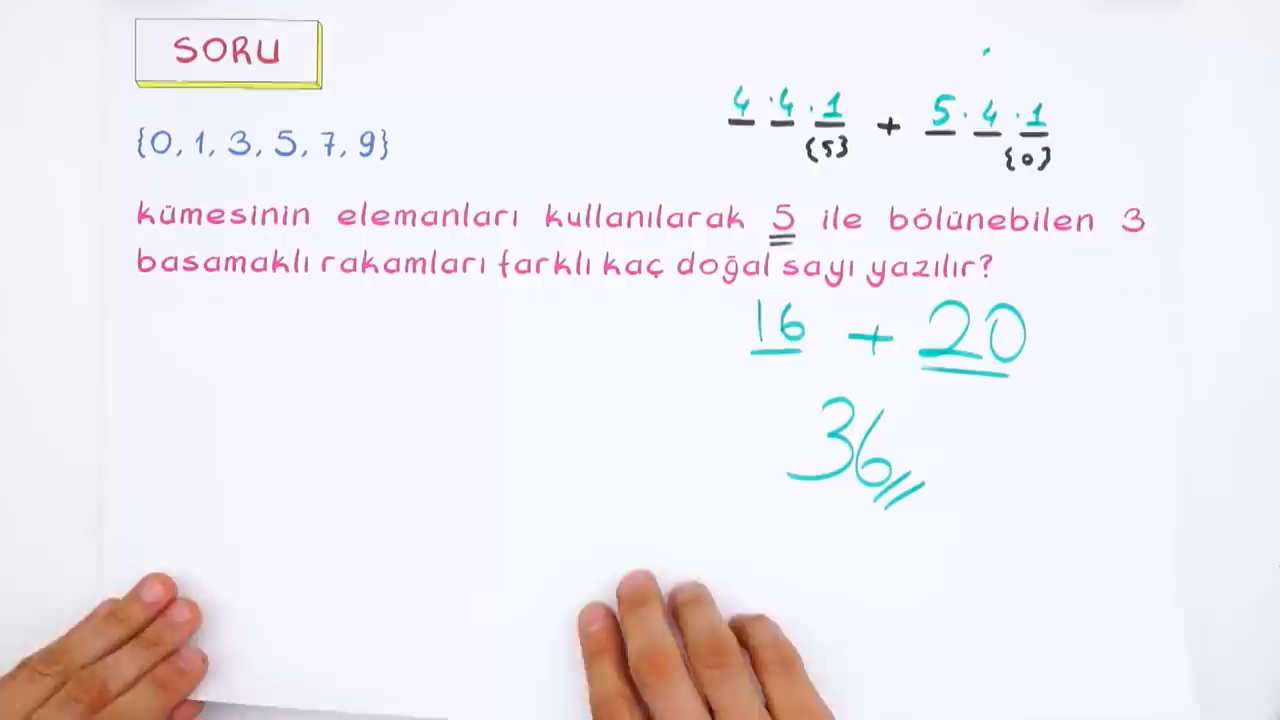 SORU
{0, 1, 3, 5, 7, 9}
4 · 4 · 1 + 5 · 4 · 1
{5} {0}
kümesinin elemanları kullanılarak 5 ile bölünebilen 3
basamaklı rakamları farklı kaç doğal sayı yazılır?
16 + 20
36